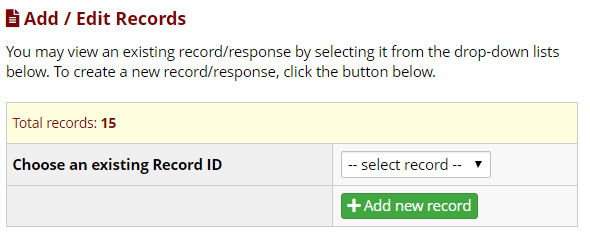 Add / Edit Records
You may view an existing record/response by selecting it from the drop-down lists
below. To create a new record/response, click the button below.
Total records: 15
Choose an existing Record ID
-- select record --
Add new record